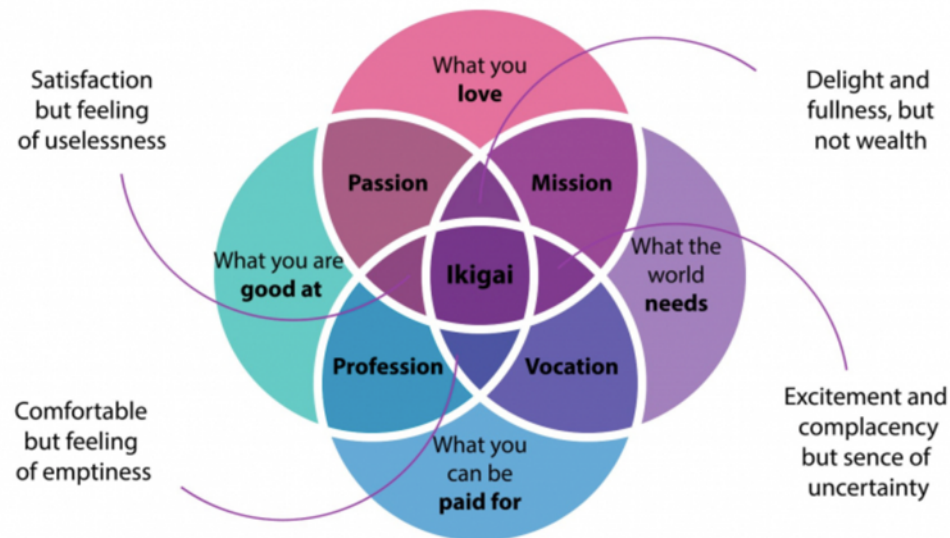 What you
love
Satisfaction
but feeling
of uselessness
Delight and
fullness, but
not wealth
Passion
Mission
What you are
good at
Ikigai
What the
world
needs
Profession
Vocation
Comfortable
but feeling
of emptiness
What you
can be
paid for
Excitement and
complacency
but sence of
uncertainty